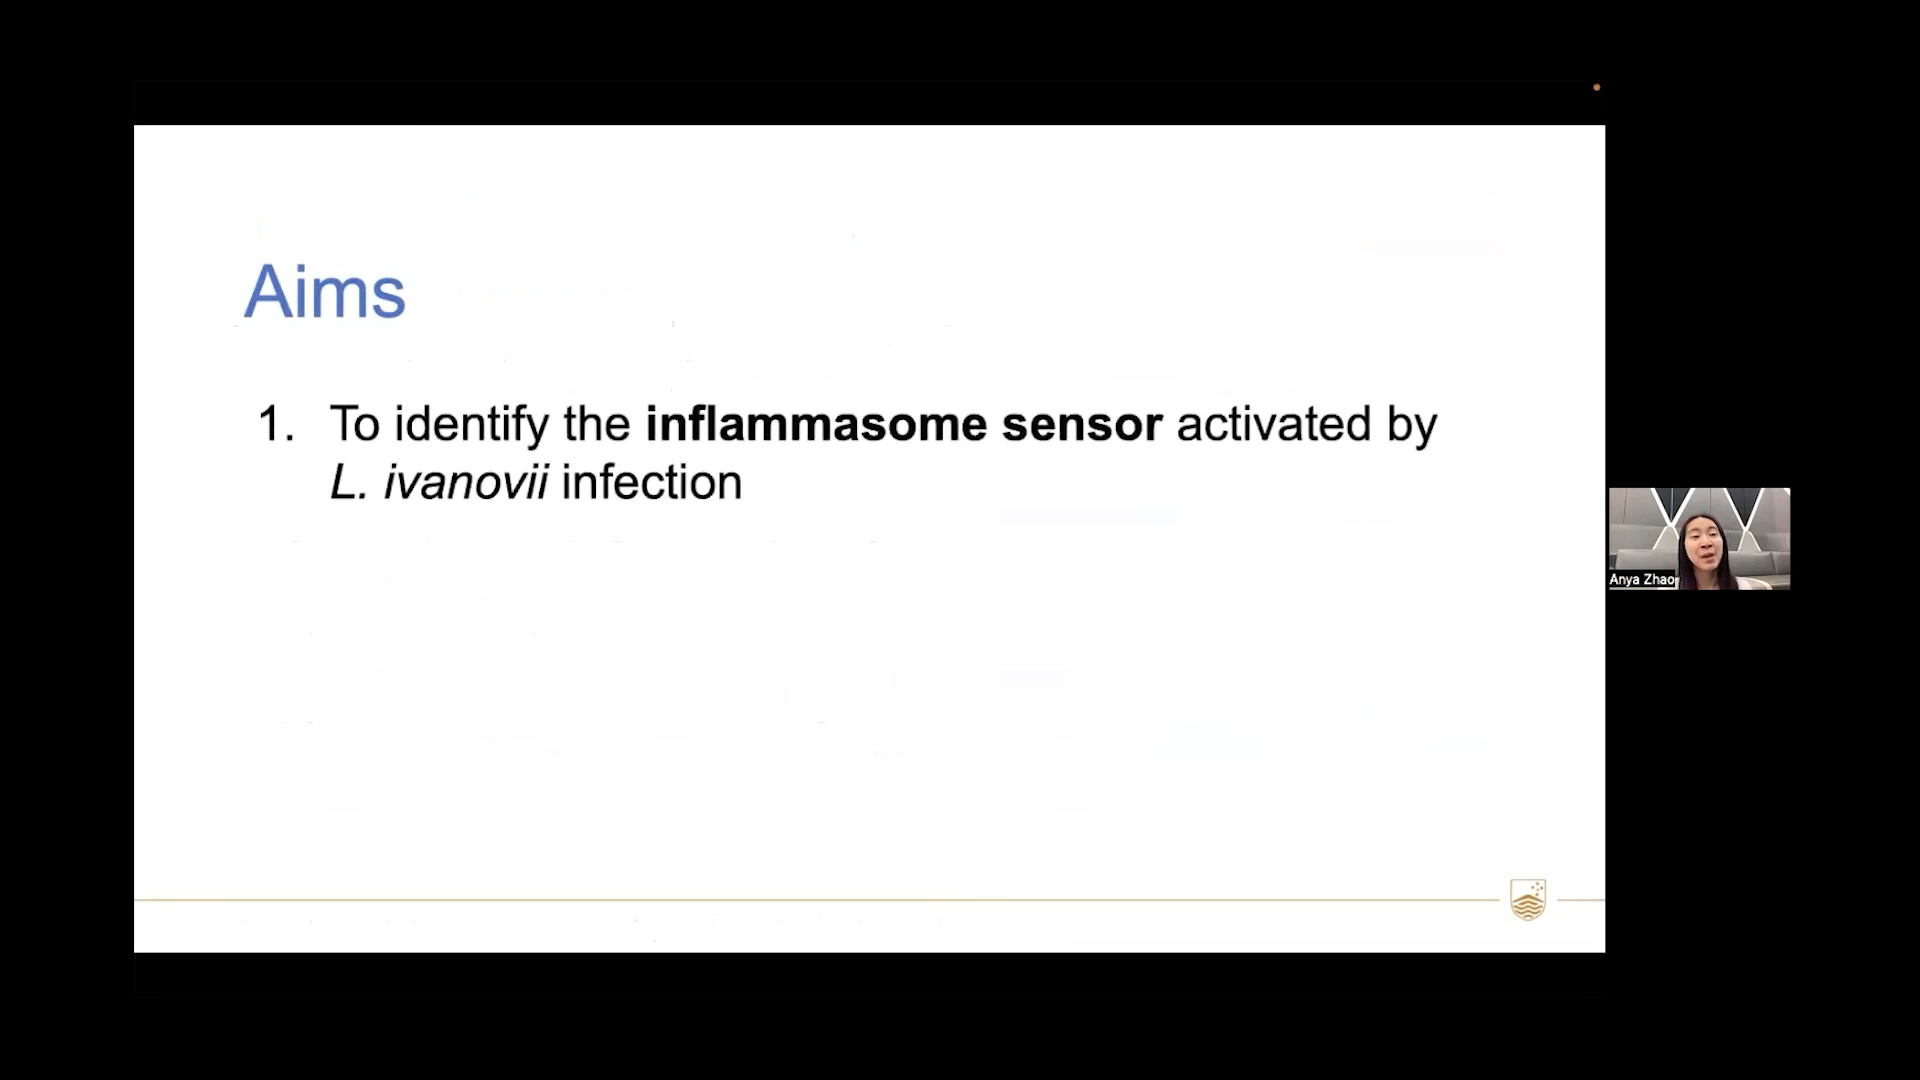 Aims
1. To identify the inflammasome sensor activated by
L. ivanovii infection
Anya Zhao